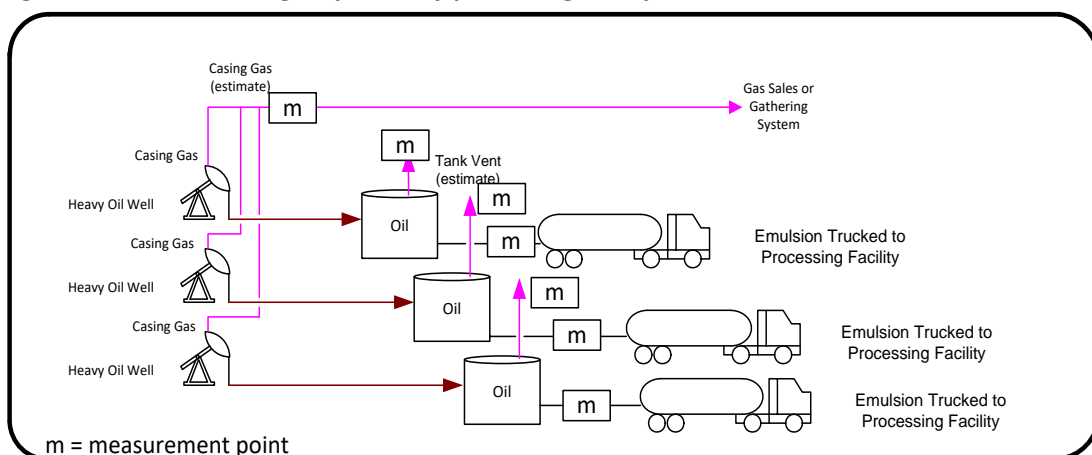 Casing Gas
(estimate)
m
Gas Sales or
Gathering
System
Casing Gas
m
Tank Vent
(estimate)
m
Heavy Oil Well
Oil
m
Emulsion Trucked to
Processing Facility
Casing Gas
Heavy Oil Well
m
Oil
m
Emulsion Trucked to
Processing Facility
Casing Gas
Heavy Oil Well
Oil
m
Emulsion Trucked to
Processing Facility
m = measurement point